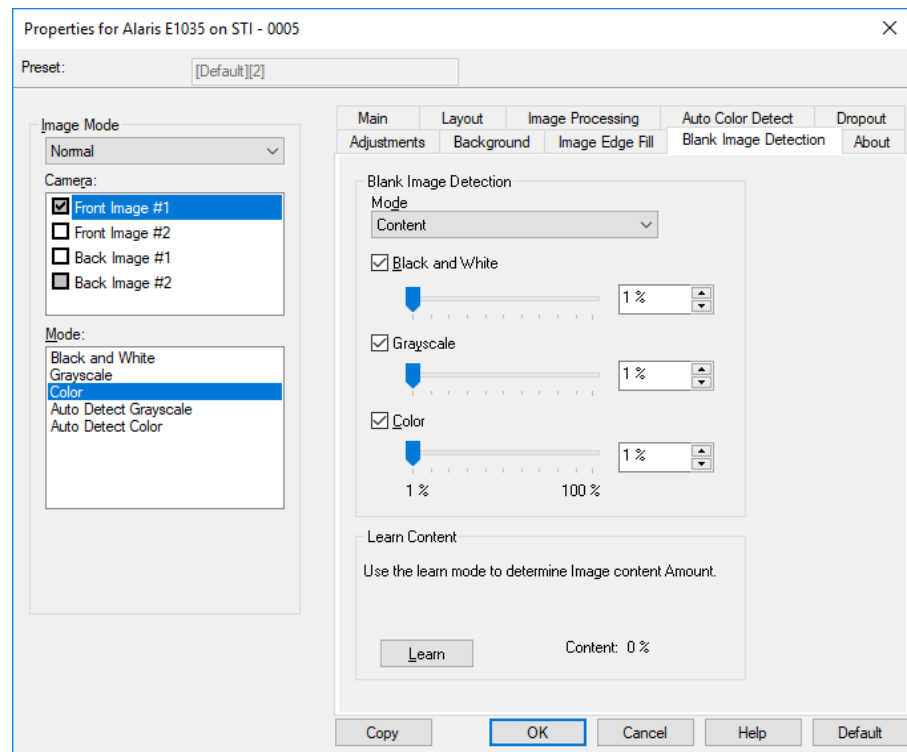 Properties for Alaris E1035 on STI - 0005
Preset:
[Default][2]
Image Mode
Normal
Camera:
Front Image #1
Front Image #2
Back Image #1
Back Image #2
Mode:
Black and White
Grayscale
Color
Auto Detect Grayscale
Auto Detect Color
Main Layout Image Processing Auto Color Detect Dropout
Adjustments Background Image Edge Fill Blank Image Detection About
Blank Image Detection
Mode
Content
Black and White
1 %
Grayscale
1 %
Color
1 %
1 % 100 %
Learn Content
Use the learn mode to determine Image content Amount.
Learn Content: 0 %
Copy OK Cancel Help Default